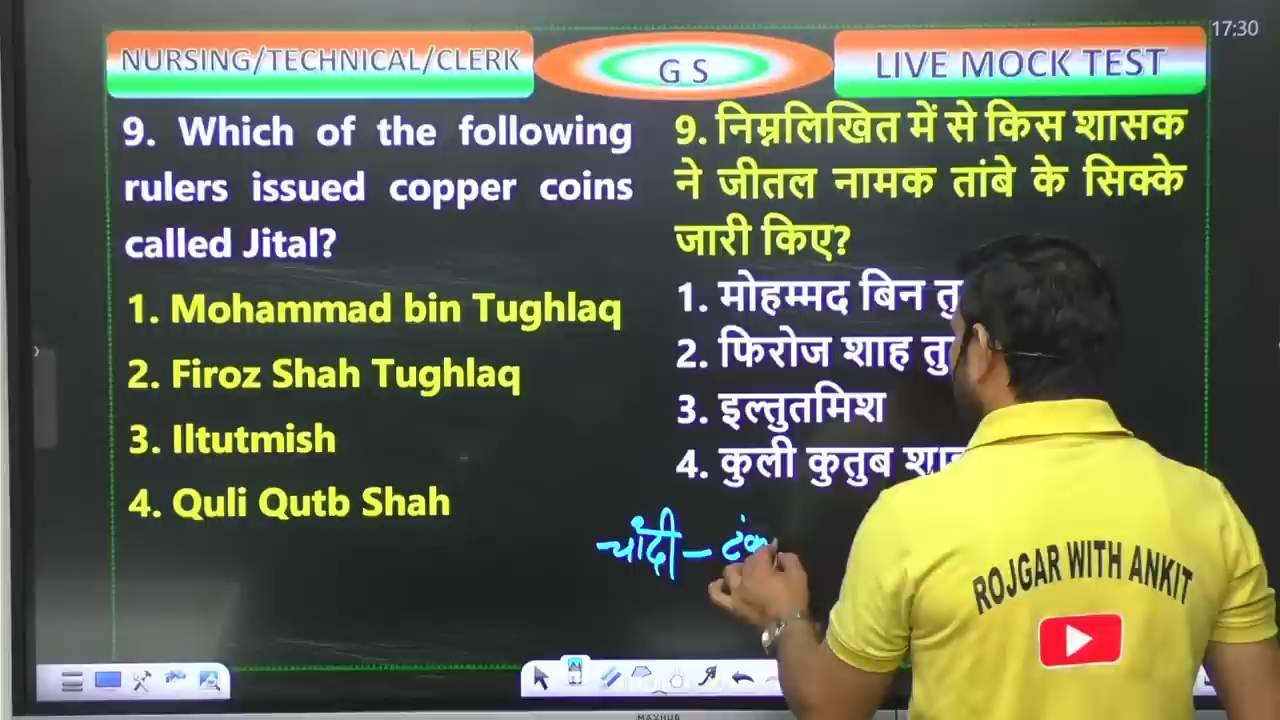 17:30
NURSING/TECHNICAL/CLERK
G S
LIVE MOCK TEST
9. Which of the following
rulers issued copper coins
called Jital?
1. Mohammad bin Tughlaq
2. Firoz Shah Tughlaq
3. Iltutmish
4. Quli Qutb Shah
9. निम्नलिखित में से किस शासक
ने जीतल नामक तांबे के सिक्के
जारी किए?
1. मोहम्मद बिन
2. फिरोज शाह
3. इल्तुतमिश
4. कुली कुतुब
चांदी –
ROJGAR WITH ANKIT
MAXHUB